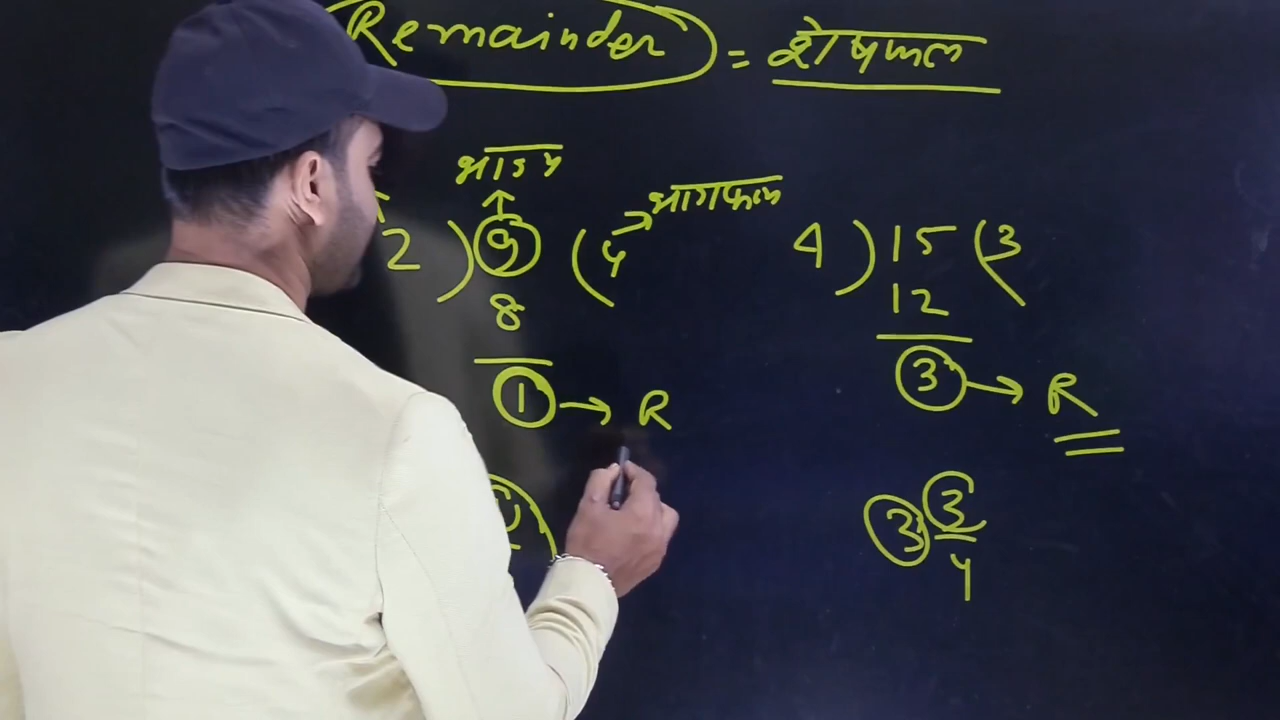 Remainder = शेषफल
भाज्य
भागफल
2 ) 9 ( 4
8
1 → R
4 ) 15 ( 3
12
3 → R
3 3/4